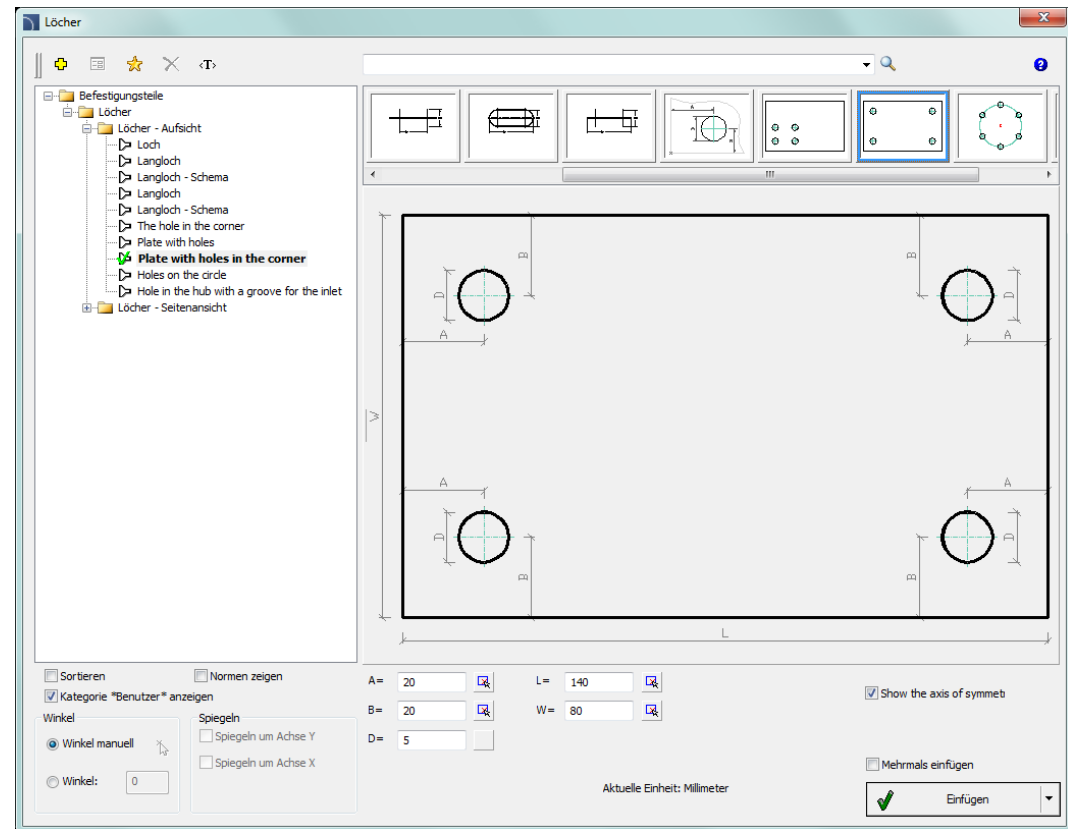 Löcher
<T>
Befestigungsteile
Löcher
Löcher - Aufsicht
Loch
Langloch
Langloch - Schema
Langloch
Langloch - Schema
The hole in the corner
Plate with holes
Plate with holes in the corner
Holes on the circle
Hole in the hub with a groove for the inlet
Löcher - Seitenansicht
B
B
D
D
A
A
W
A
A
D
D
B
B
L
Sortieren
Normen zeigen
Kategorie "Benutzer" anzeigen
Winkel
Winkel manuell
Winkel: 0
Spiegeln
Spiegeln um Achse Y
Spiegeln um Achse X
A= 20
L= 140
B= 20
W= 80
D= 5
Show the axis of symmeti
Aktuelle Einheit: Millimeter
Mehrmals einfügen
Einfügen